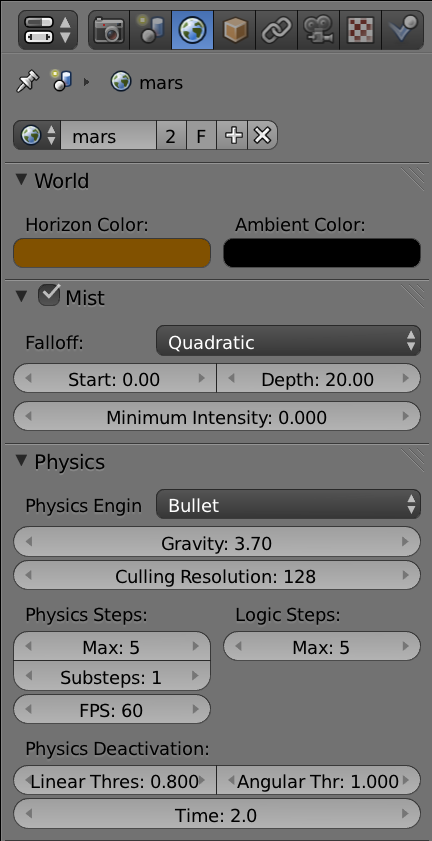 mars
mars 2 F
World
Horizon Color: Ambient Color:
Mist
Falloff: Quadratic
Start: 0.00 Depth: 20.00
Minimum Intensity: 0.000
Physics
Physics Engin Bullet
Gravity: 3.70
Culling Resolution: 128
Physics Steps: Logic Steps:
Max: 5 Max: 5
Substeps: 1
FPS: 60
Physics Deactivation:
Linear Thres: 0.800 Angular Thr: 1.000
Time: 2.0